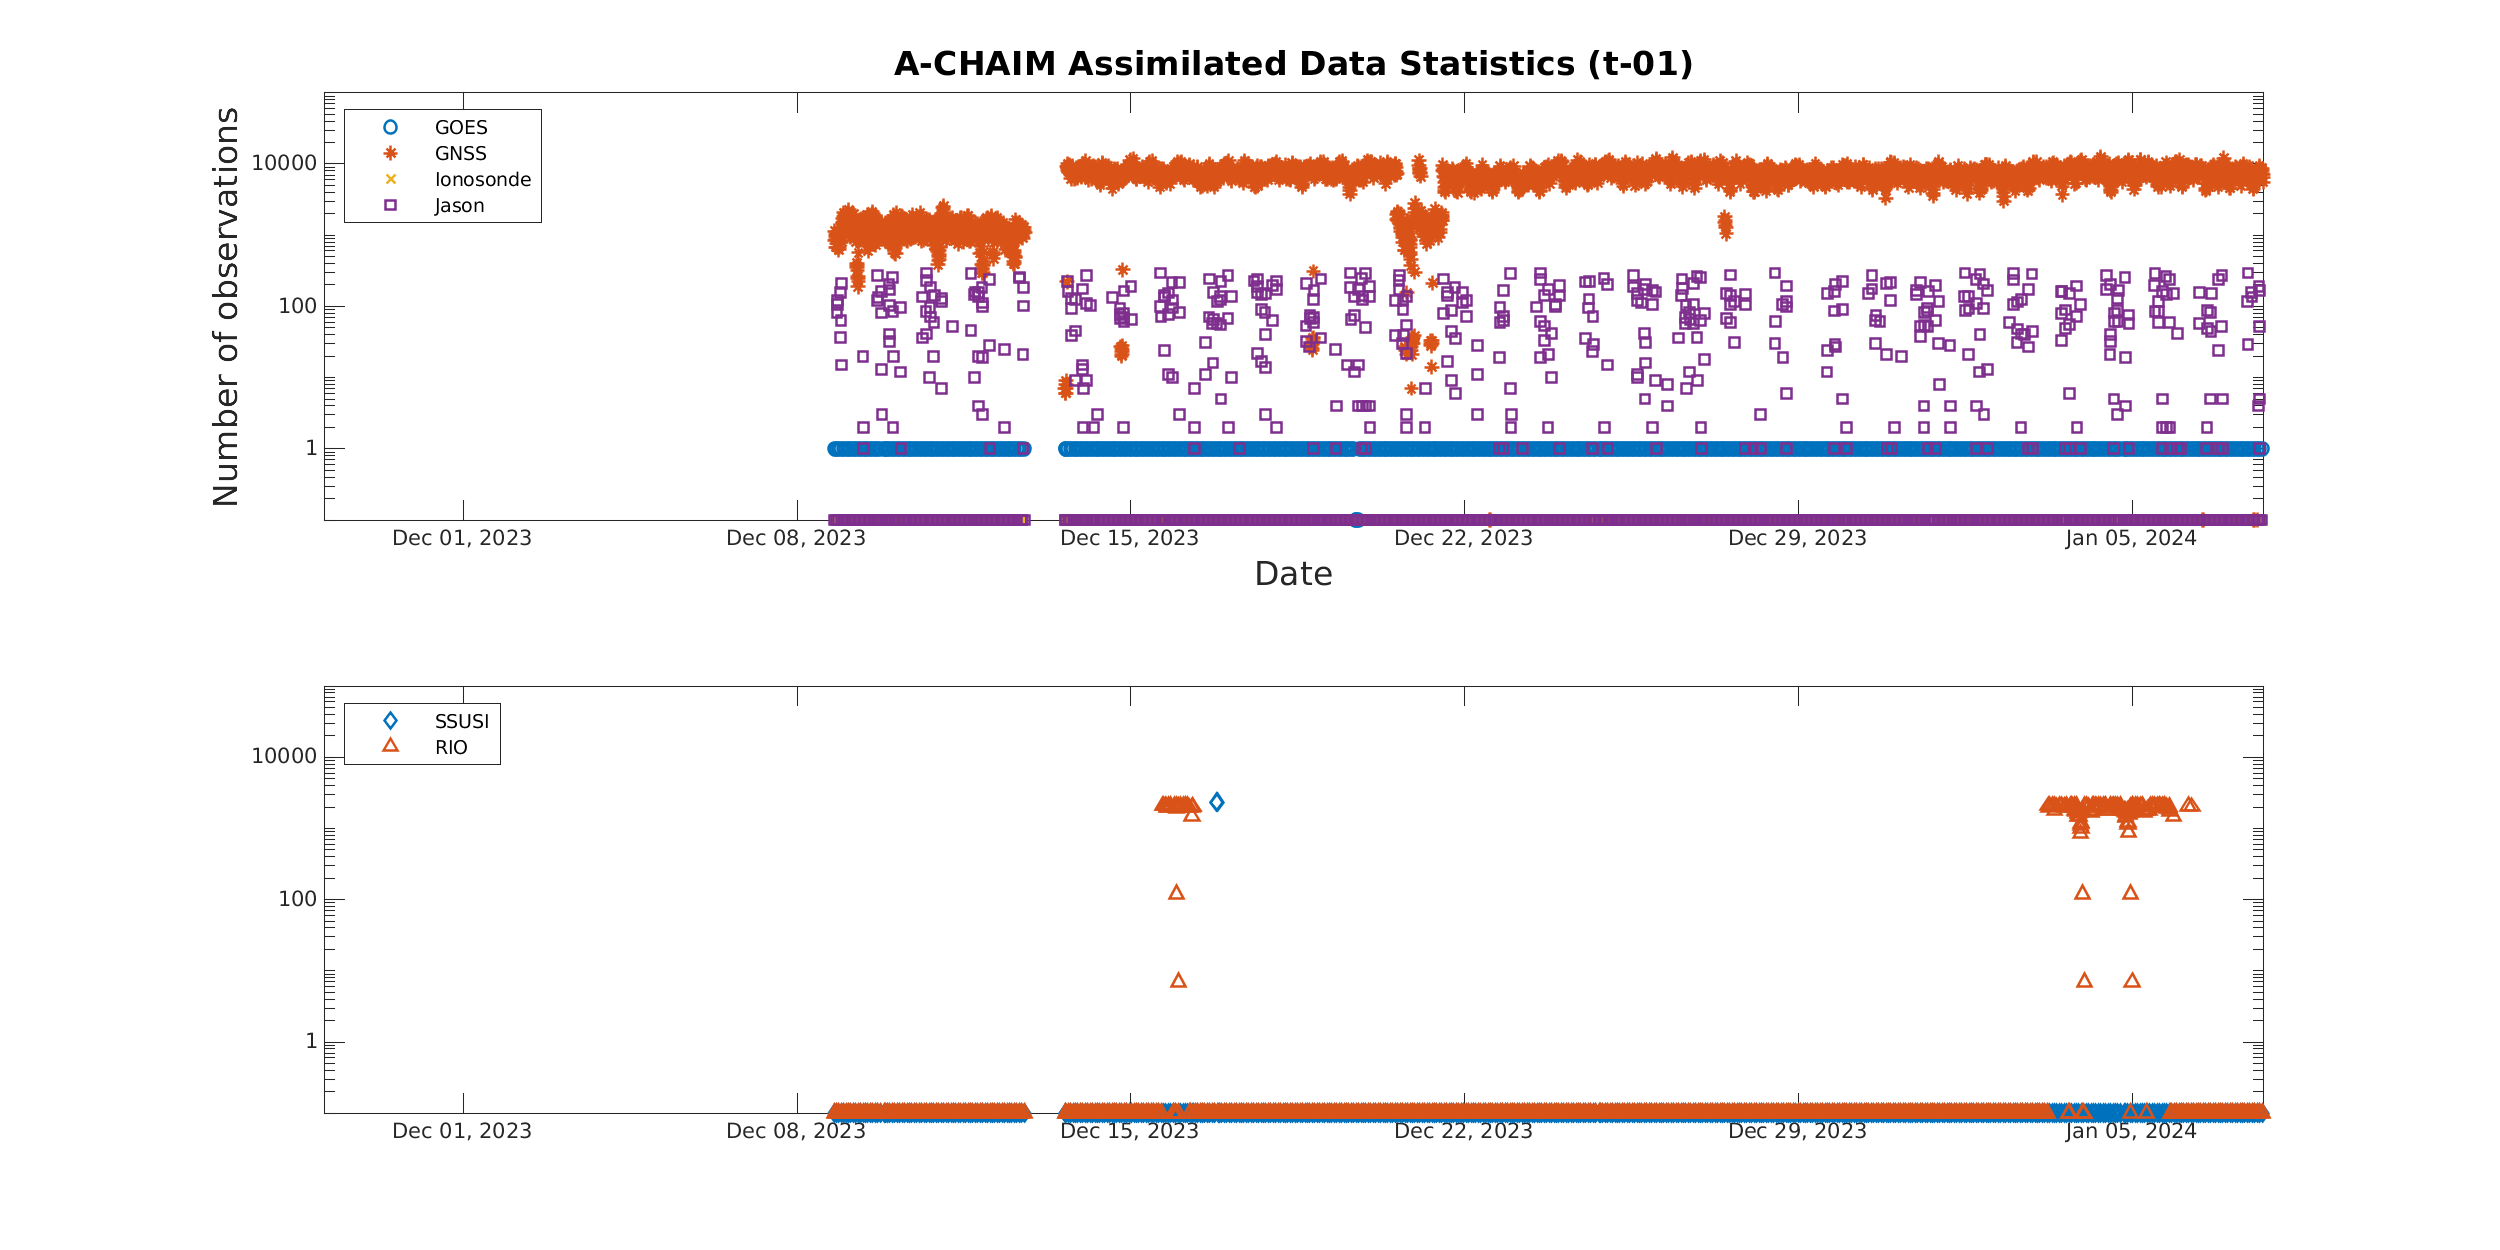 A-CHAIM Assimilated Data Statistics (t-01)
Number of observations
10000
100
1
GOES
GNSS
Ionosonde
Jason
Dec 01, 2023
Dec 08, 2023
Dec 15, 2023
Dec 22, 2023
Dec 29, 2023
Jan 05, 2024
Date
10000
100
1
SSUSI
RIO
Dec 01, 2023
Dec 08, 2023
Dec 15, 2023
Dec 22, 2023
Dec 29, 2023
Jan 05, 2024